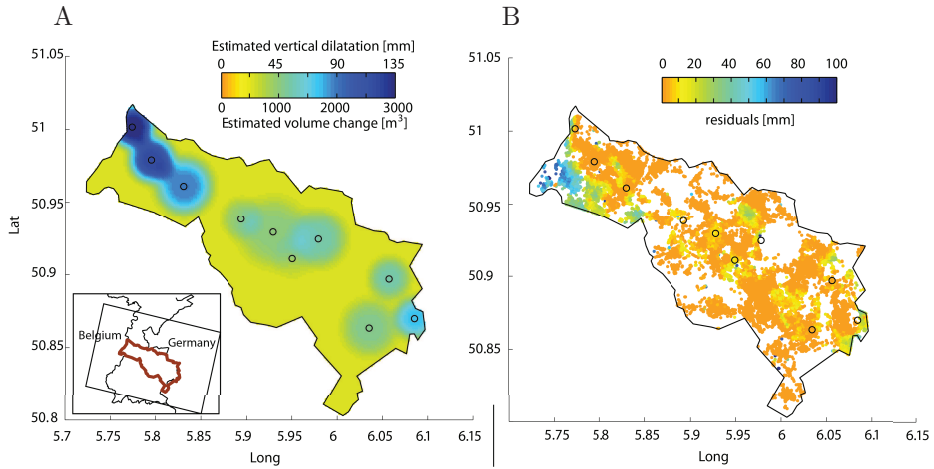 A
Estimated vertical dilatation [mm]
0 45 90 135
0 1000 2000 3000
Estimated volume change [m³]
51.05
51
50.95
50.9
50.85
50.8
Lat
Belgium
Germany
5.7 5.75 5.8 5.85 5.9 5.95 6 6.05 6.1 6.15
Long
B
0 20 40 60 80 100
residuals [mm]
51.05
51
50.95
50.9
50.85
5.75 5.8 5.85 5.9 5.95 6 6.05 6.1 6.15
Long